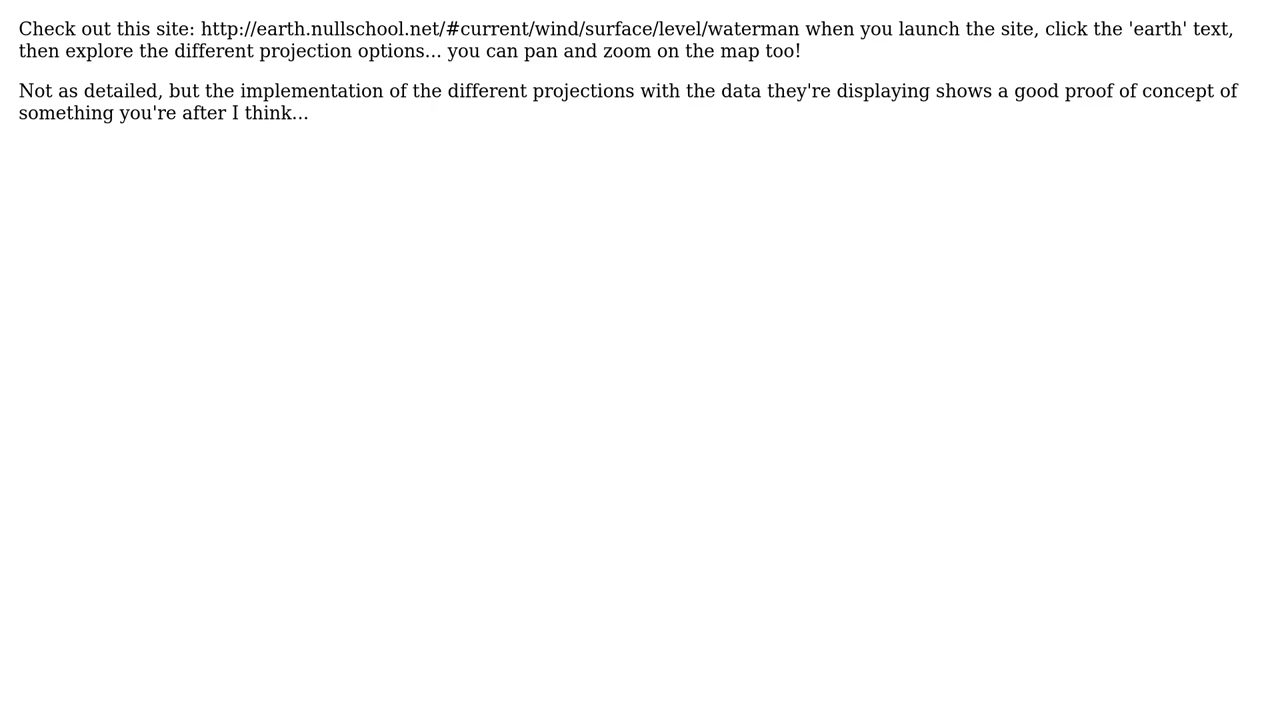 Check out this site: http://earth.nullschool.net/#current/wind/surface/level/waterman when you launch the site, click the 'earth' text,
then explore the different projection options... you can pan and zoom on the map too!
Not as detailed, but the implementation of the different projections with the data they're displaying shows a good proof of concept of
something you're after I think...